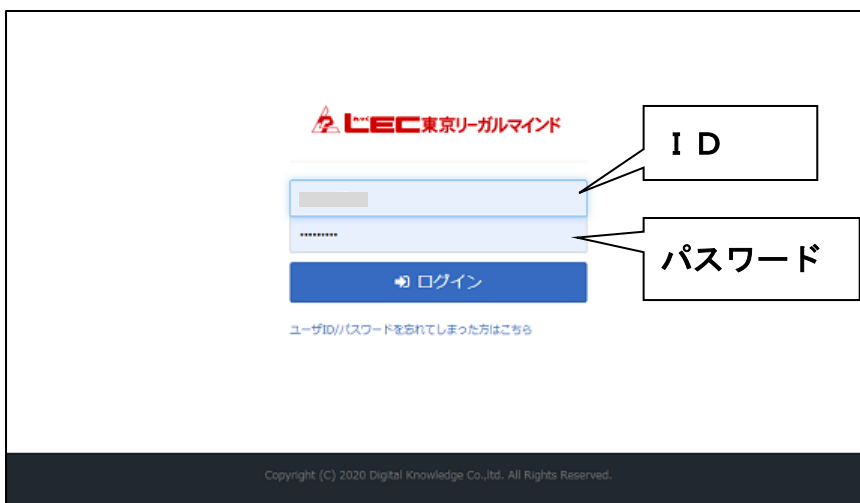 LEC東京リーガルマインド
ＩＤ
•••••••••
パスワード
ログイン
ユーザID/パスワードを忘れてしまった方はこちら
Copyright (C) 2020 Digital Knowledge Co.,ltd. All Rights Reserved.